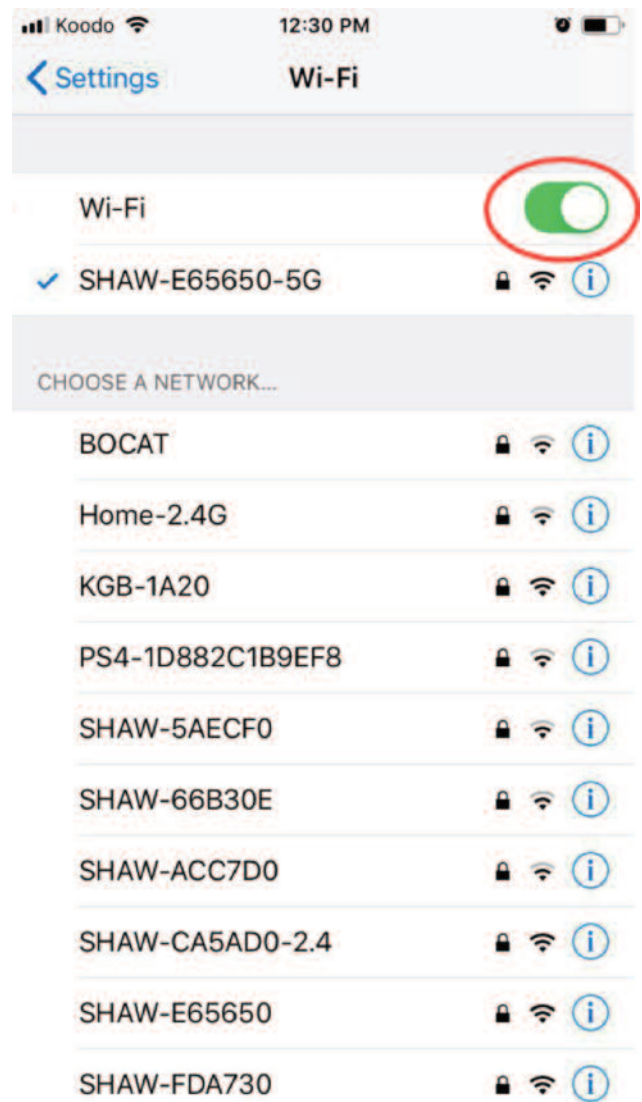 Koodo 12:30 PM
Settings Wi-Fi
Wi-Fi
SHAW-E65650-5G
CHOOSE A NETWORK...
BOCAT
Home-2.4G
KGB-1A20
PS4-1D882C1B9EF8
SHAW-5AECF0
SHAW-66B30E
SHAW-ACC7D0
SHAW-CA5AD0-2.4
SHAW-E65650
SHAW-FDA730